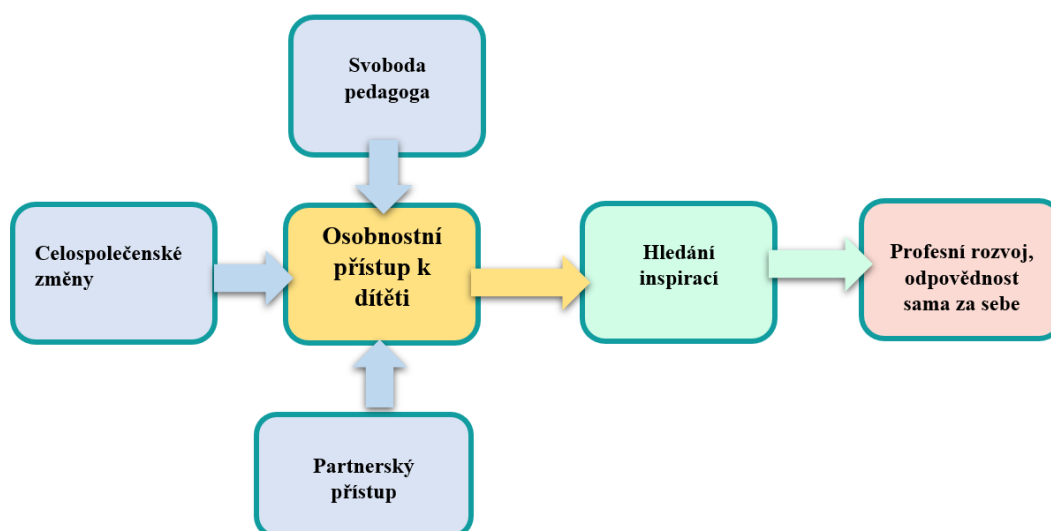 Svoboda
pedagoga
Celospolečenské
změny
Osobnostní
přístup k
dítěti
Hledání
inspirací
Profesní rozvoj,
odpovědnost
sama za sebe
Partnerský
přístup